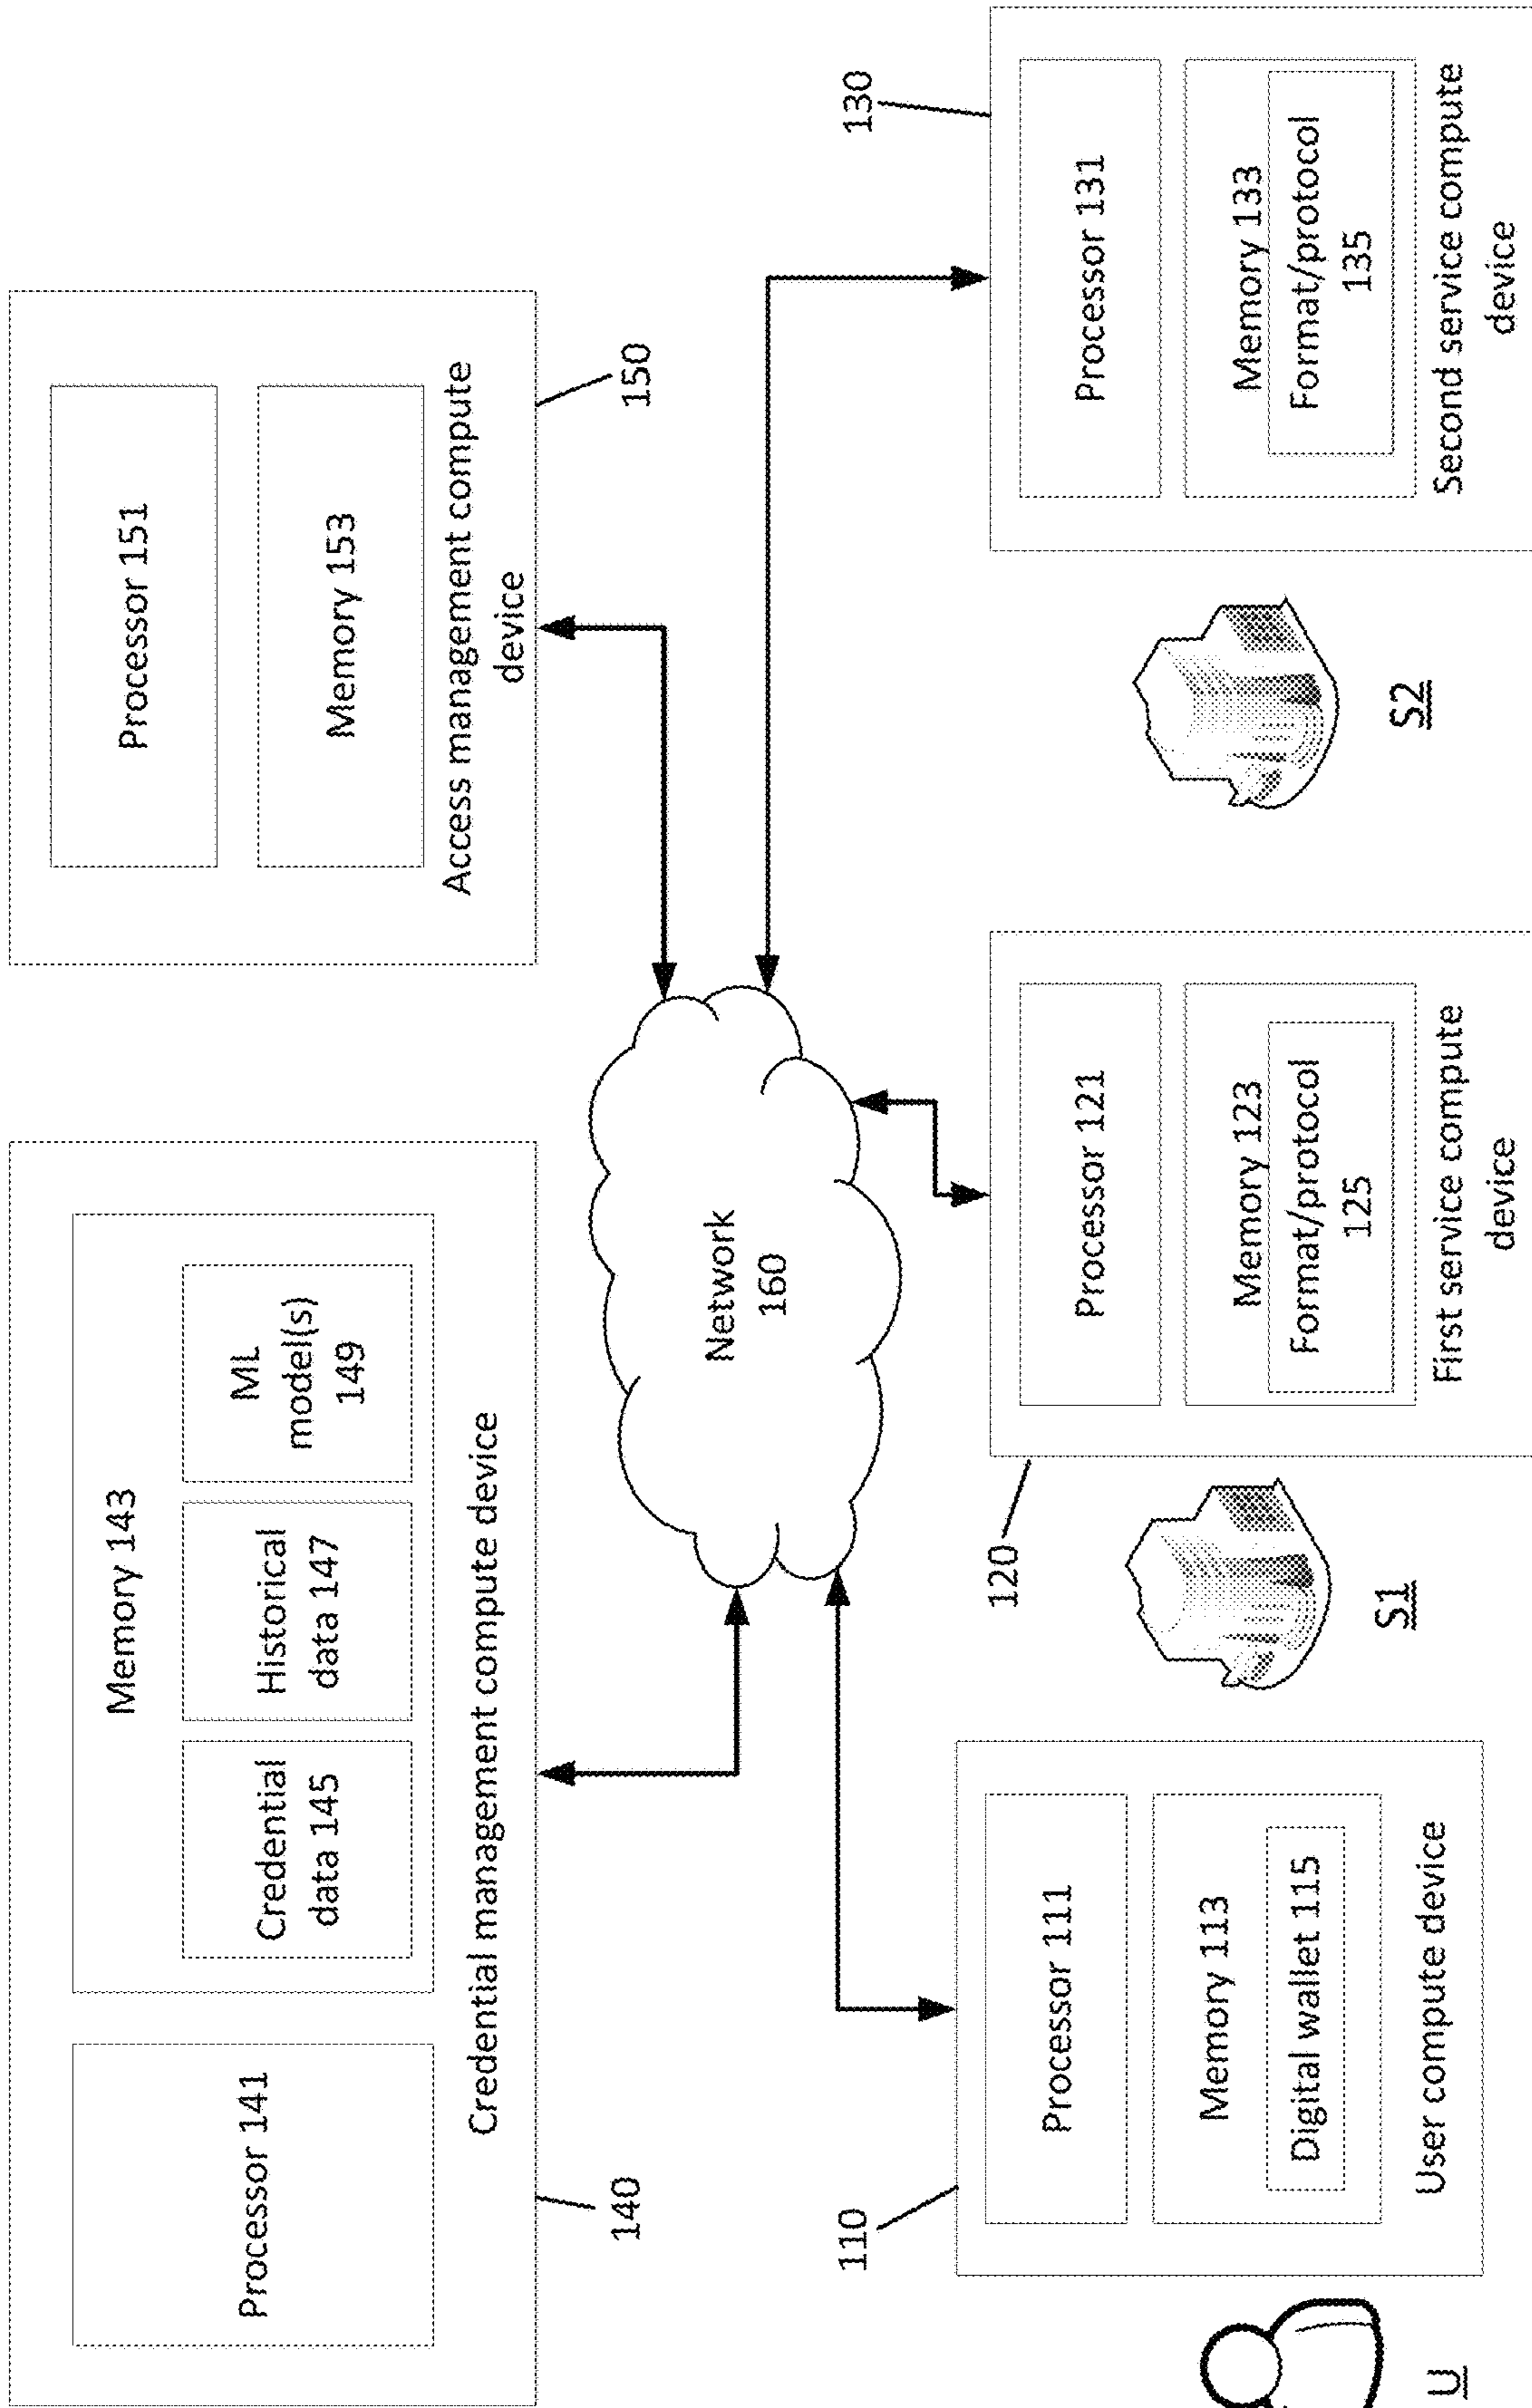 Processor 141
Memory 143
Credential
data 145
Historical
data 147
ML
model(s)
149
Credential management compute device
140
Processor 151
Memory 153
Access management compute
device
150
Network
160
110
Processor 111
Memory 113
Digital wallet 115
User compute device
U
120
Processor 121
Memory 123
Format/protocol
125
First service compute
device
S1
130
Processor 131
Memory 133
Format/protocol
135
Second service compute
device
S2